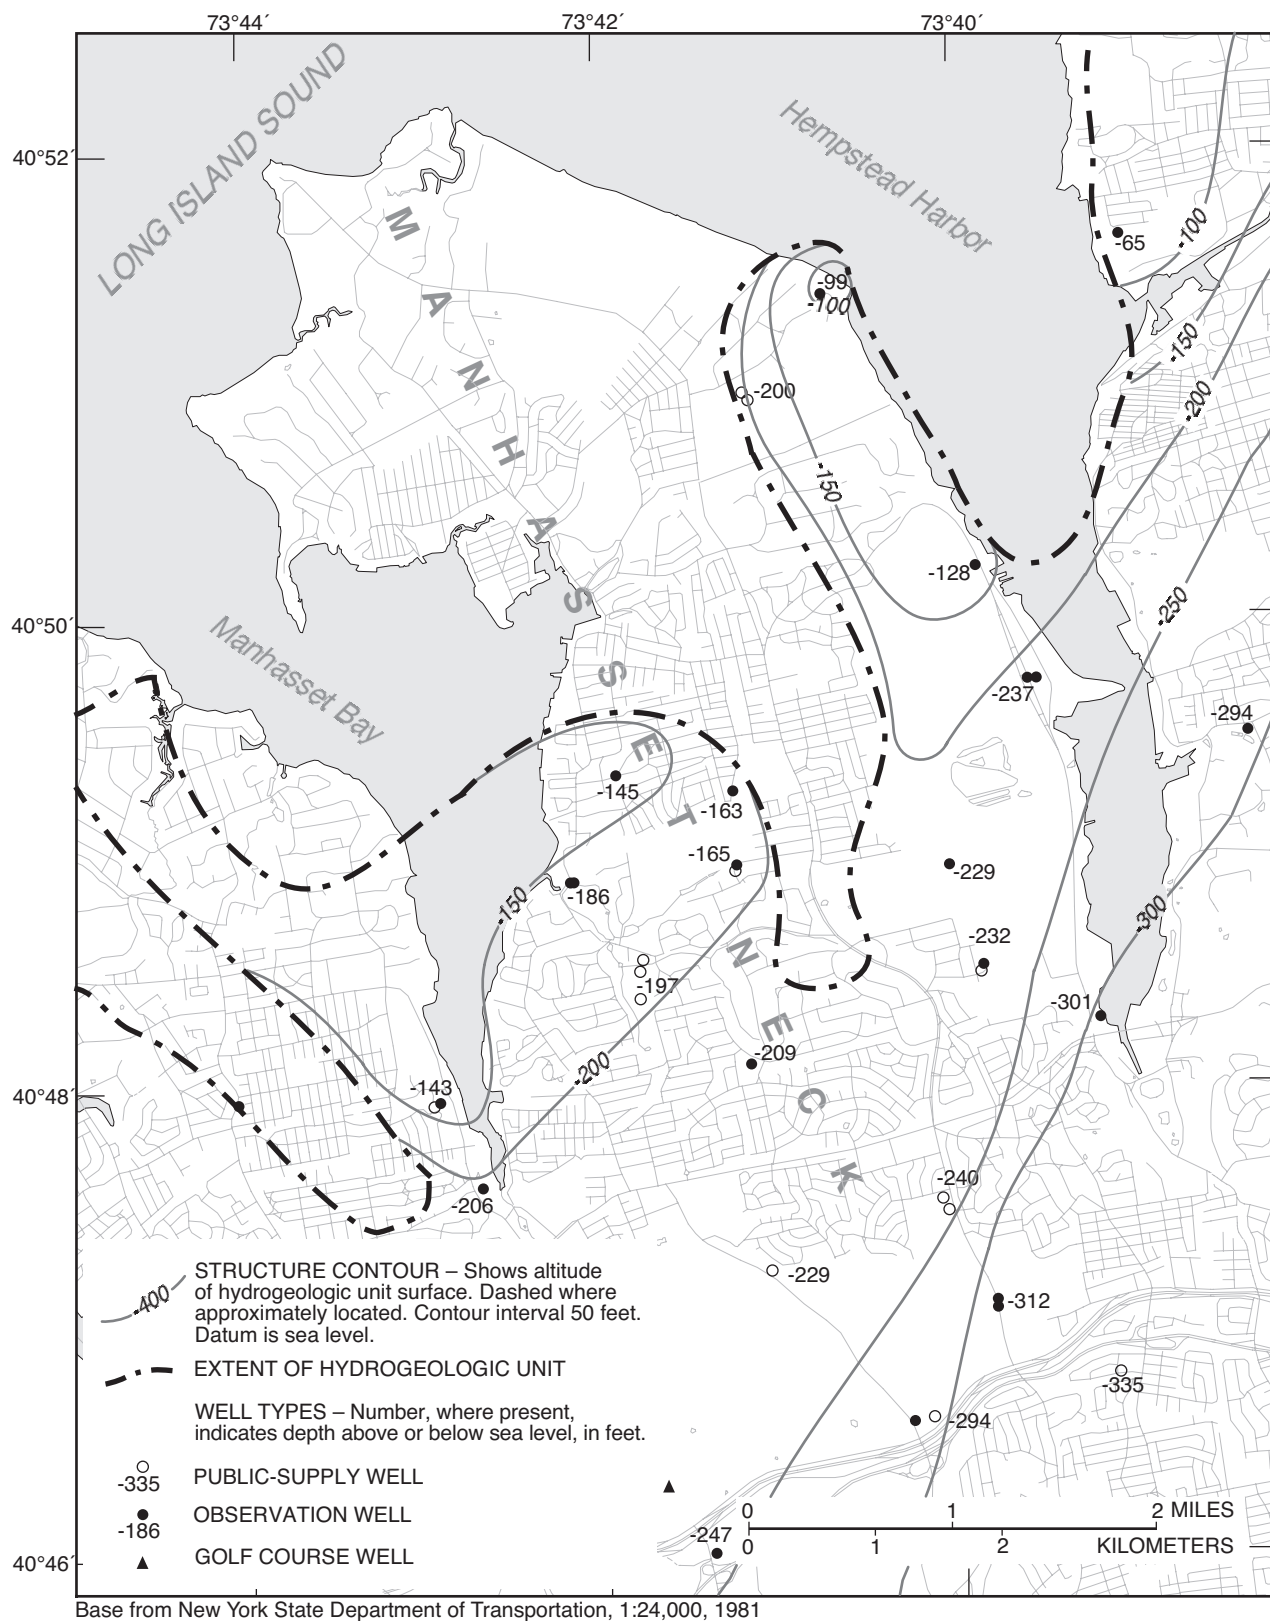 73°44´
73°42´
73°40´
LONG ISLAND SOUND
Hempstead Harbor
40°52´
MANHASSET NECK
-100
-65
-99
-100
-150
-200
-200
-150
-128
-250
40°50´
Manhasset Bay
-237
-294
-145
-163
-165
-229
-186
-150
-300
-232
-197
-301
-209
-200
-143
40°48´
-240
-206
-229
-312
-335
-294
-400
STRUCTURE CONTOUR – Shows altitude
of hydrogeologic unit surface. Dashed where
approximately located. Contour interval 50 feet.
Datum is sea level.
EXTENT OF HYDROGEOLOGIC UNIT
WELL TYPES – Number, where present,
indicates depth above or below sea level, in feet.
-335
PUBLIC-SUPPLY WELL
-186
OBSERVATION WELL
GOLF COURSE WELL
-247
0 1 2 MILES
0 1 2 KILOMETERS
40°46´
Base from New York State Department of Transportation, 1:24,000, 1981